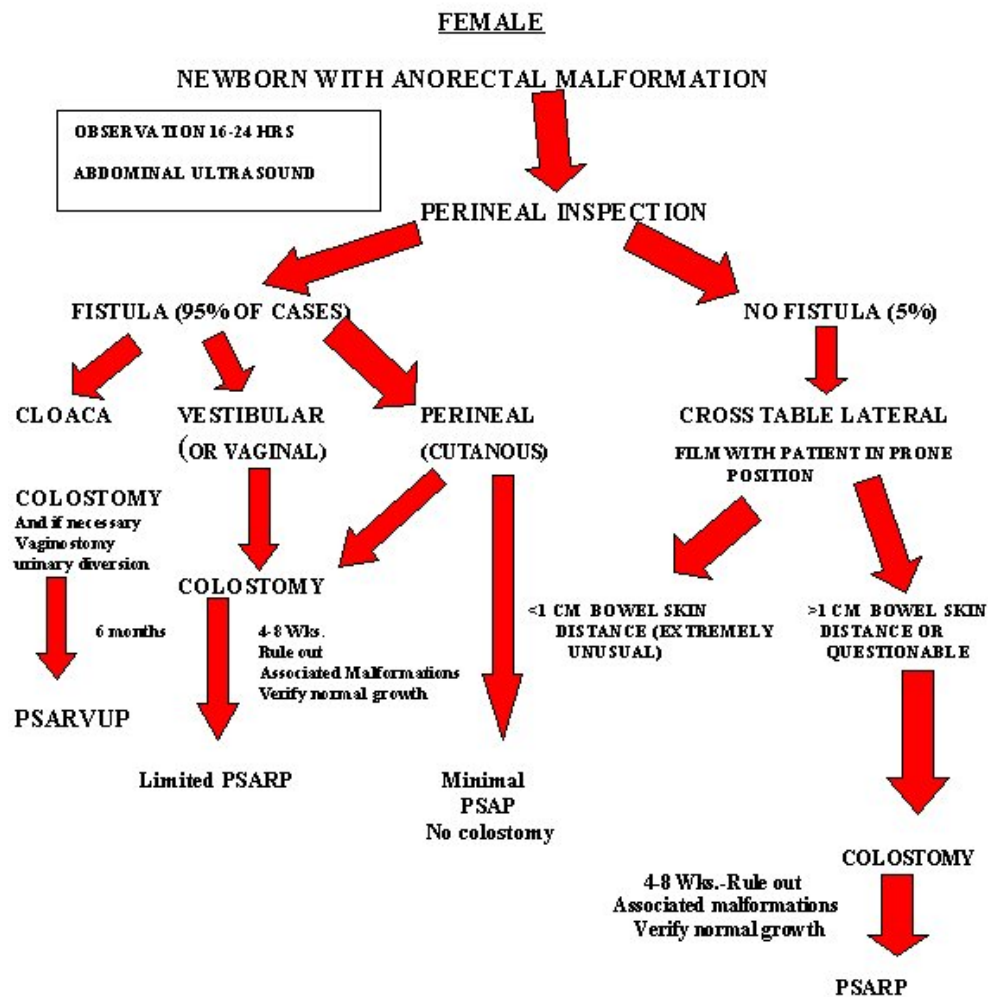 FEMALE
NEWBORN WITH ANORECTAL MALFORMATION
OBSERVATION 16-24 HRS
ABDOMINAL ULTRASOUND
PERINEAL INSPECTION
FISTULA (95% OF CASES)
NO FISTULA (5%)
CLOACA
VESTIBULAR
(OR VAGINAL)
PERINEAL
(CUTANOUS)
CROSS TABLE LATERAL
FILM WITH PATIENT IN PRONE
POSITION
COLOSTOMY
And if necessary
Vaginostomy
urinary diversion
COLOSTOMY
<1 CM BOWEL SKIN
DISTANCE (EXTREMELY
UNUSUAL)
>1 CM BOWEL SKIN
DISTANCE OR
QUESTIONABLE
6 months
4-8 Wks.
Rule out
Associated Malformations
Verify normal growth
PSARVUP
Limited PSARP
Minimal
PSAP
No colostomy
COLOSTOMY
4-8 Wks.-Rule out
Associated malformations
Verify normal growth
PSARP